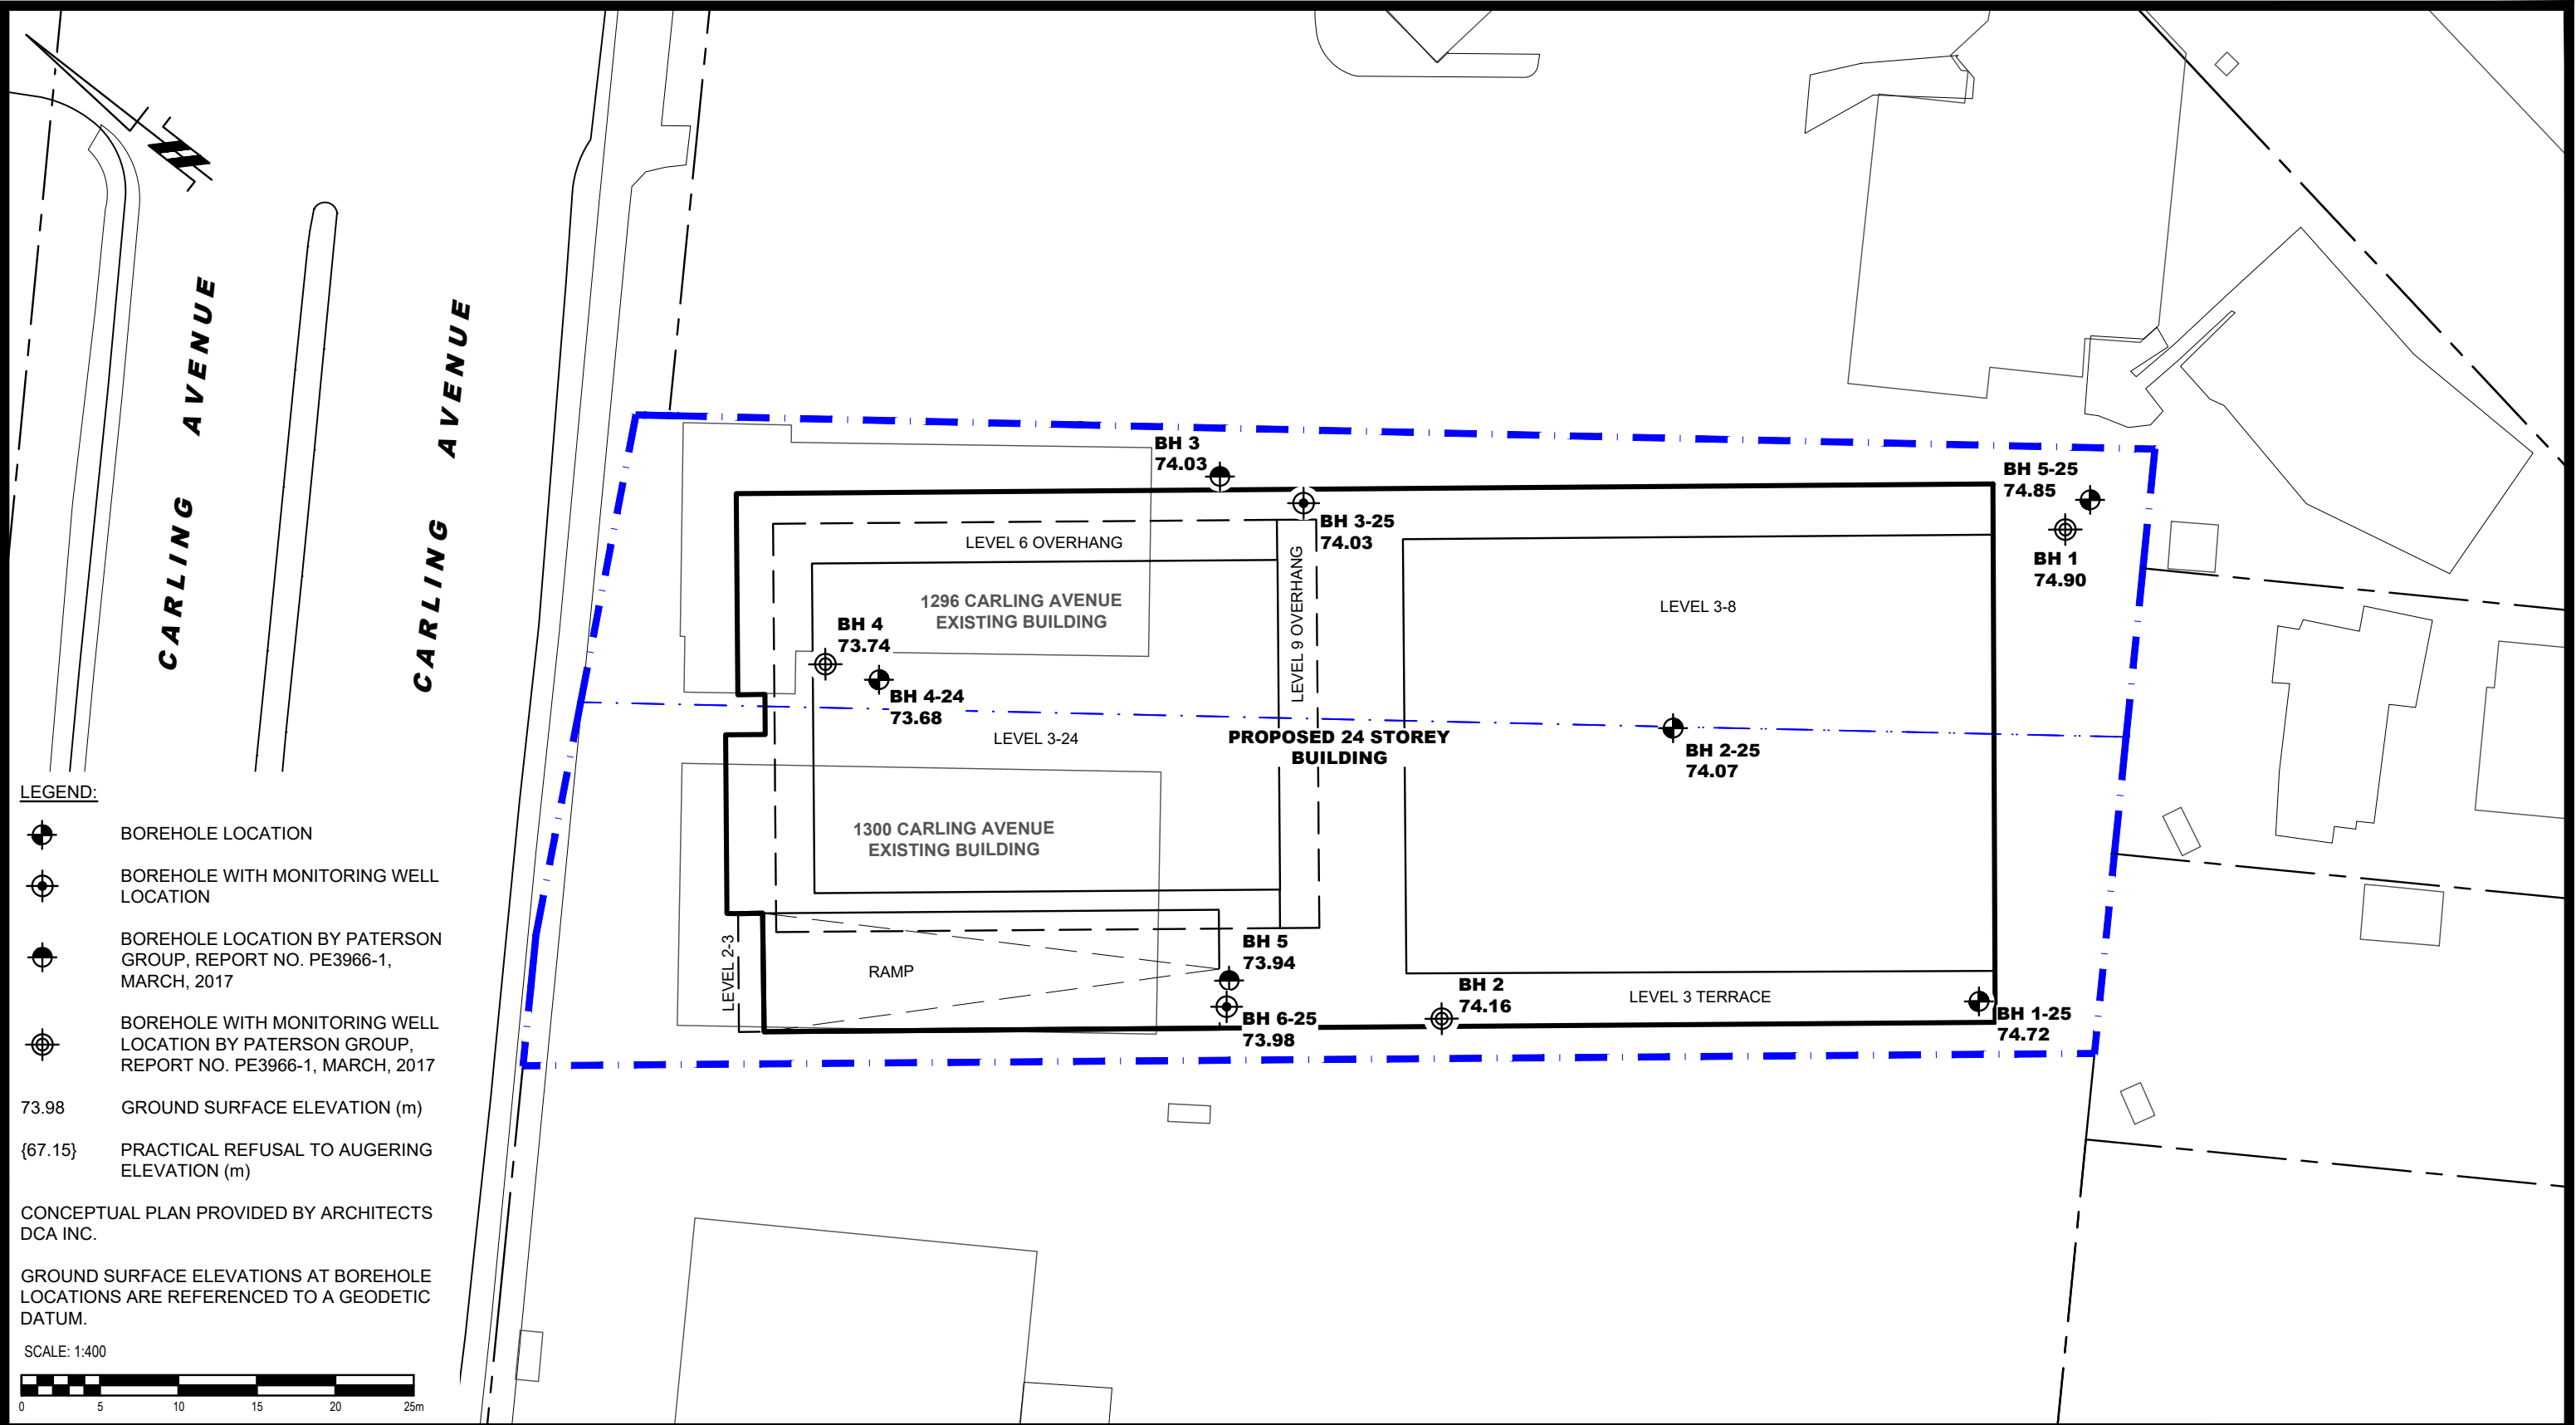 CARLING AVENUE
CARLING AVENUE
BH 3
74.03
BH 3-25
74.03
BH 5-25
74.85
BH 1
74.90
LEVEL 6 OVERHANG
LEVEL 9 OVERHANG
1296 CARLING AVENUE
EXISTING BUILDING
LEVEL 3-8
BH 4
73.74
BH 4-24
73.68
LEVEL 3-24
PROPOSED 24 STOREY
BUILDING
BH 2-25
74.07
1300 CARLING AVENUE
EXISTING BUILDING
LEVEL 2-3
RAMP
BH 5
73.94
BH 6-25
73.98
BH 2
74.16
LEVEL 3 TERRACE
BH 1-25
74.72
LEGEND:
BOREHOLE LOCATION
BOREHOLE WITH MONITORING WELL
LOCATION
BOREHOLE LOCATION BY PATERSON
GROUP, REPORT NO. PE3966-1,
MARCH, 2017
BOREHOLE WITH MONITORING WELL
LOCATION BY PATERSON GROUP,
REPORT NO. PE3966-1, MARCH, 2017
73.98 GROUND SURFACE ELEVATION (m)
{67.15} PRACTICAL REFUSAL TO AUGERING
ELEVATION (m)
CONCEPTUAL PLAN PROVIDED BY ARCHITECTS
DCA INC.
GROUND SURFACE ELEVATIONS AT BOREHOLE
LOCATIONS ARE REFERENCED TO A GEODETIC
DATUM.
SCALE: 1:400
0 5 10 15 20 25m